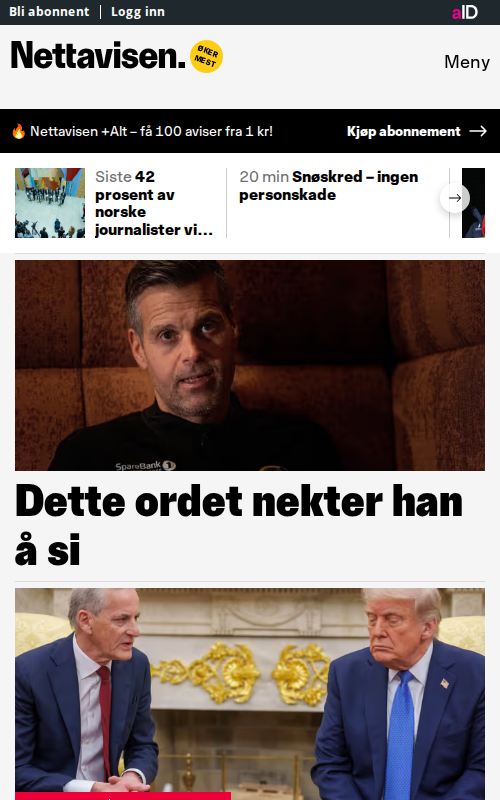 Bli abonnent
Logg inn
aID
Nettavisen.
ØKER
MEST
Meny
🔥 Nettavisen +Alt – få 100 aviser fra 1 kr!
Kjøp abonnement →
Siste 42
prosent av
norske
journalister vi...
20 min Snøskred – ingen
personskade
SpareBank 1
Dette ordet nekter han
å si